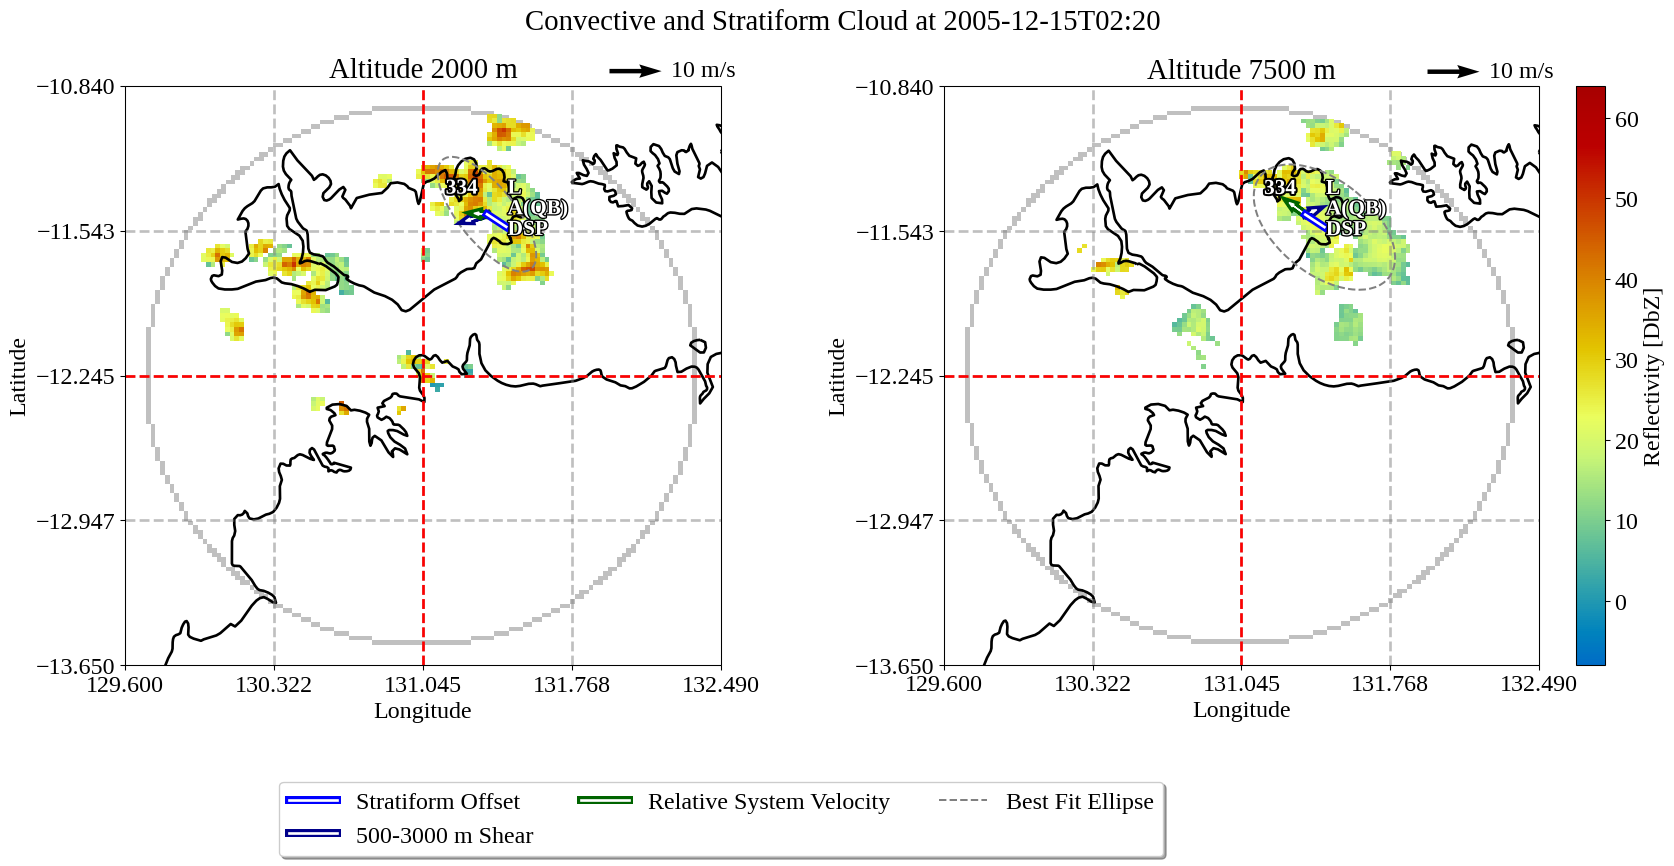 Convective and Stratiform Cloud at 2005-12-15T02:20
Altitude 2000 m
10 m/s
−10.840
−11.543
−12.245
−12.947
−13.650
129.600
130.322
131.045
131.768
132.490
Latitude
Longitude
334
L
A(QB)
DSP
Altitude 7500 m
10 m/s
−10.840
−11.543
−12.245
−12.947
−13.650
129.600
130.322
131.045
131.768
132.490
Latitude
Longitude
334
L
A(QB)
DSP
60
50
40
30
20
10
0
Reflectivity [DbZ]
Stratiform Offset
500-3000 m Shear
Relative System Velocity
Best Fit Ellipse